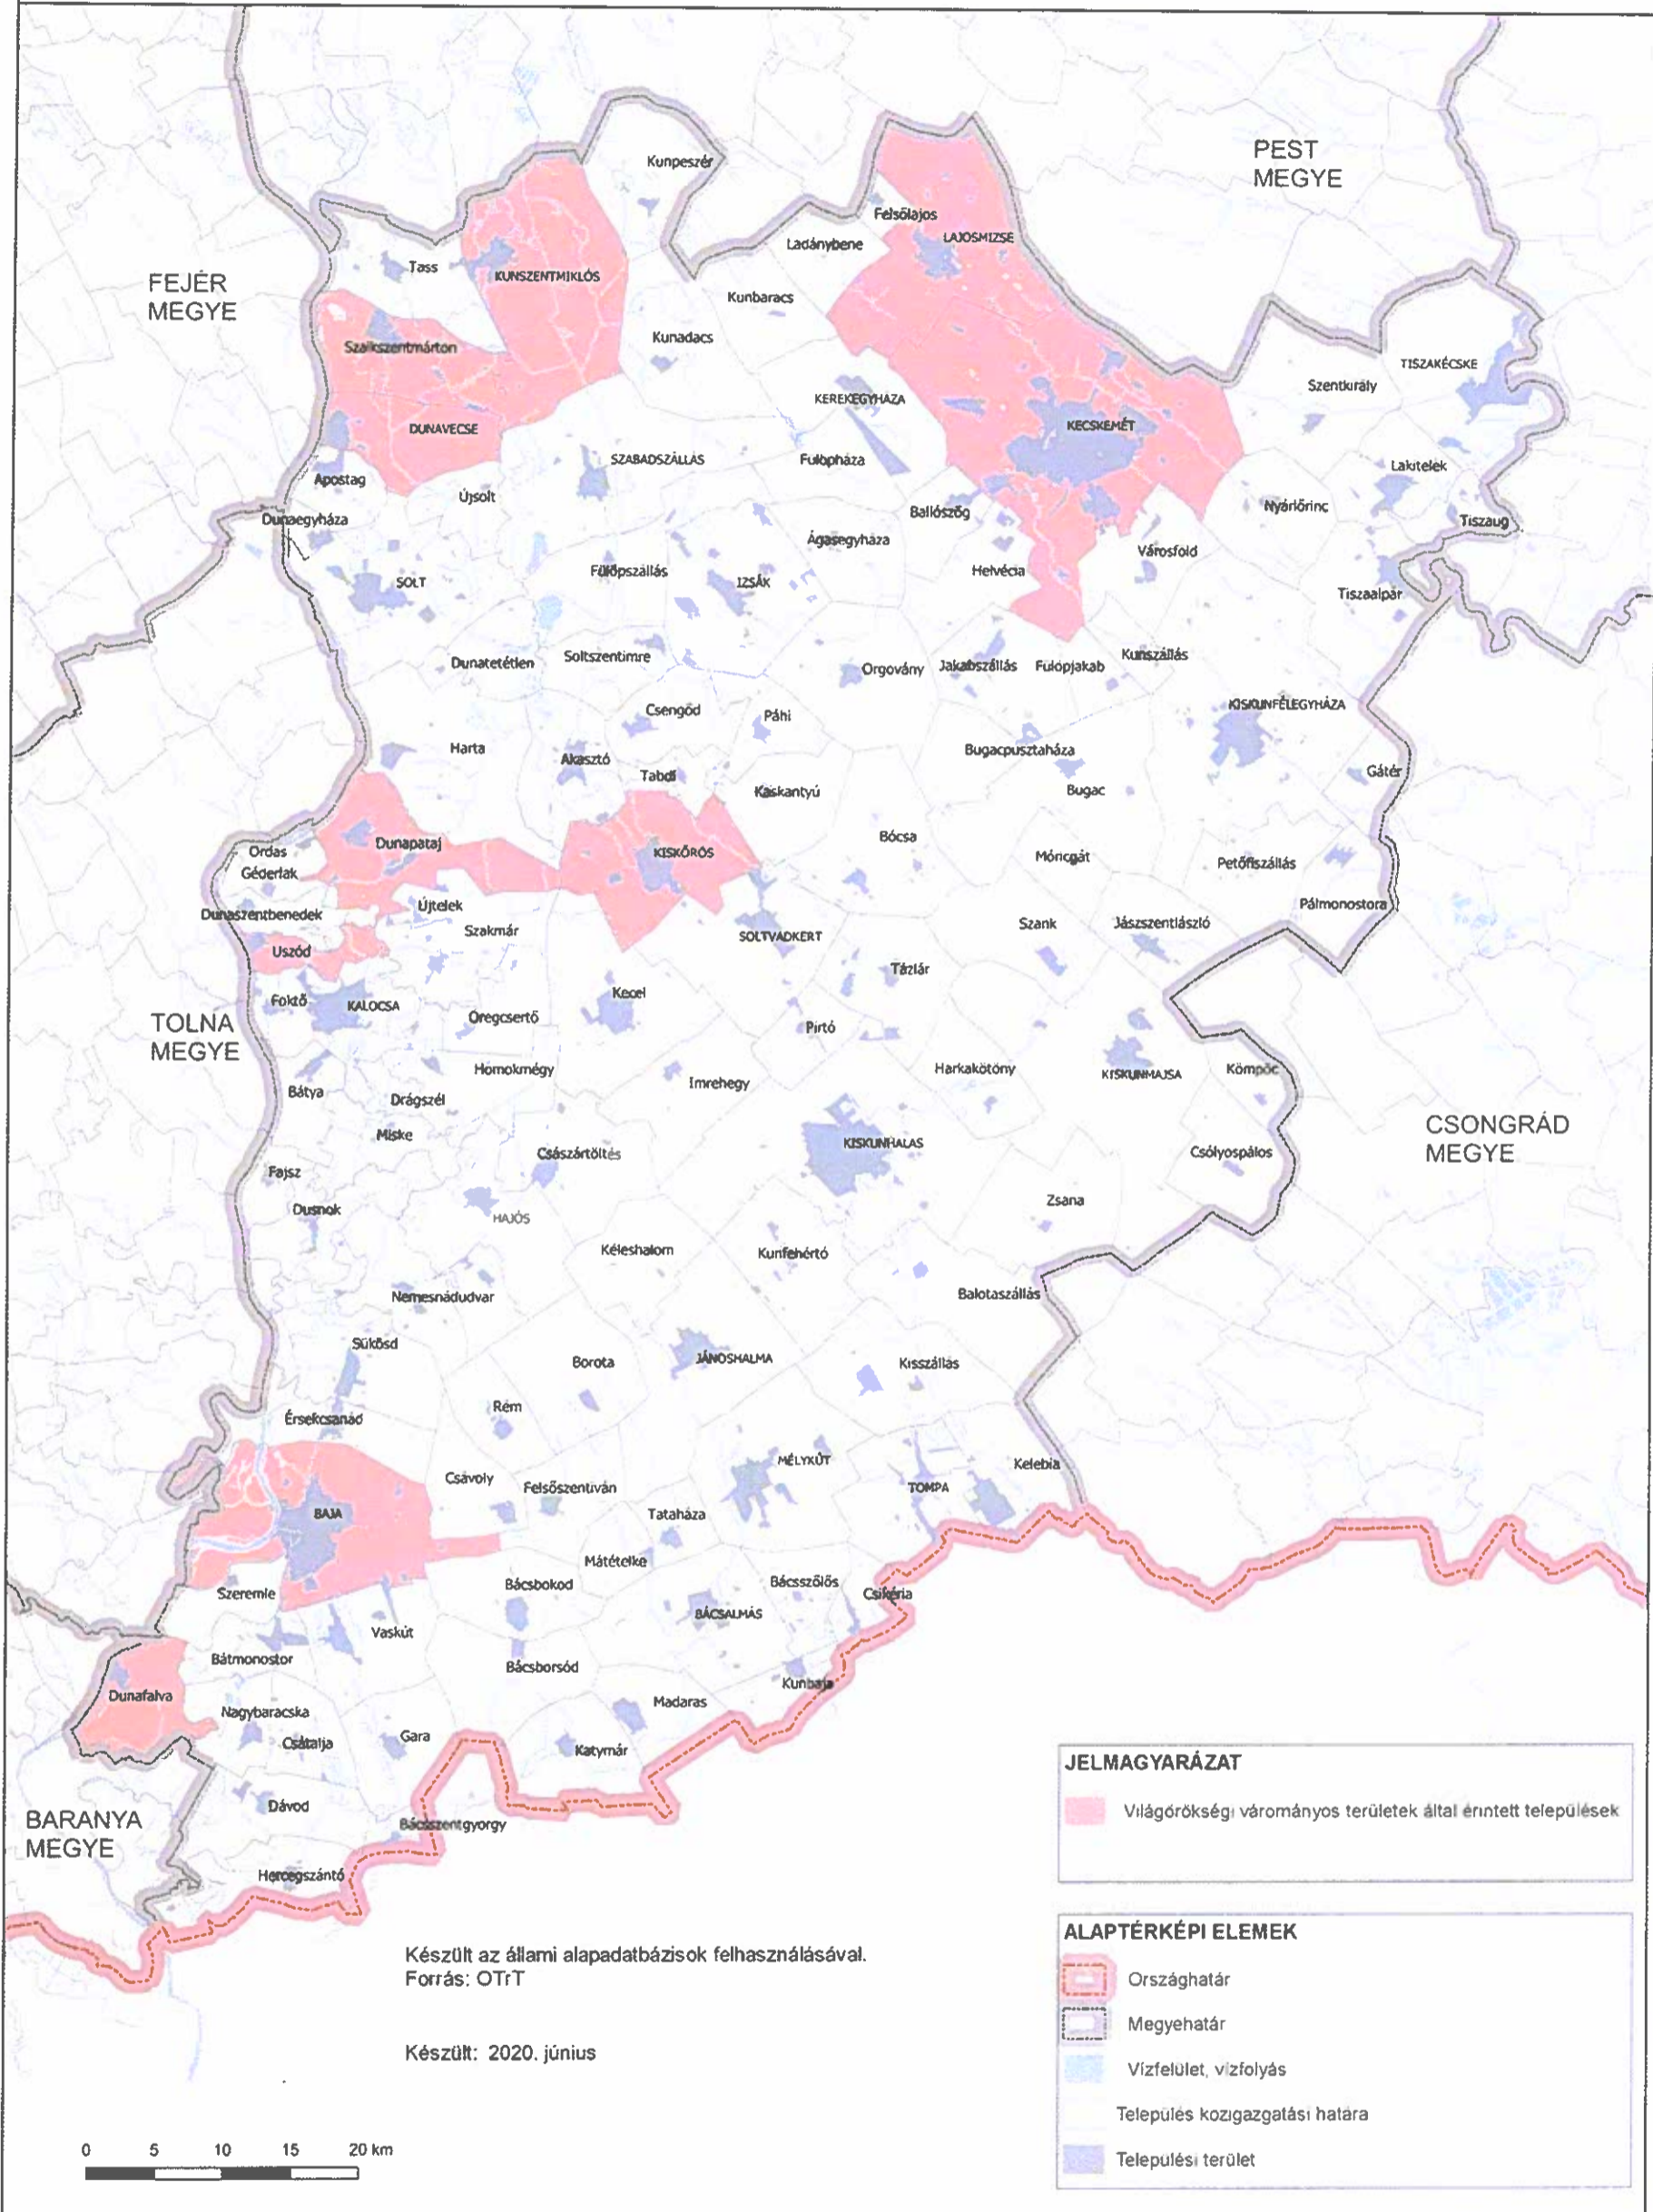 PEST
MEGYE
Kunpeszér
Felsőlajos
LAJOSMIZSE
Ladánybene
Tass
KUNSZENTMIKLÓS
FEJÉR
MEGYE
Kunbaracs
Kunadacs
Szalkszentmárton
TISZAKÉCSKE
Szentkirály
KEREKEGYHÁZA
DUNAVECSE
KECSKEMÉT
SZABADSZÁLLÁS
Fülöpháza
Lakitelek
Apostag
Újsolt
Nyárlőrinc
Ballószög
Dunaegyháza
Tiszaug
Ágasegyháza
Városföld
Fülöpszállás
Helvécia
SOLT
IZSÁK
Tiszaalpár
Dunatetétlen
Soltszentimre
Orgovány
Jakabszállás
Fülöpjakab
Kunszállás
KISKUNFÉLEGYHÁZA
Csengőd
Páhi
Harta
Akasztó
Bugacpusztaháza
Tabdi
Gátér
Kaskantyú
Bugac
Bócsa
Dunapataj
Ordas
KISKŐRÖS
Móricgát
Petőfiszállás
Géderlak
Újtelek
Pálmonostora
Dunaszentbenedek
Szakmár
Szank
Jászszentlászló
SOLTVADKERT
Uszód
Tázlár
Foktő
KALOCSA
Kecel
Öregcsertő
Pirtó
TOLNA
MEGYE
Homokmégy
Imrehegy
Harkakötöny
KISKUNMAJSA
Kömpöc
Bátya
Drágszél
Miske
CSONGRÁD
MEGYE
KISKUNHALAS
Császártöltés
Csólyospálos
Fajsz
Dusnok
HAJÓS
Zsana
Kéleshalom
Kunfehértó
Nemesnádudvar
Balotaszállás
Sükösd
Borota
JÁNOSHALMA
Kisszállás
Rém
Érsekcsanád
MÉLYKÚT
Kelebia
Csávoly
Felsőszentiván
TOMPA
BAJA
Tataháza
Mátételke
Bácsbokod
Bácsszőlős
Csikéria
Szeremle
BÁCSALMÁS
Vaskút
Bátmonostor
Bácsborsód
Kunbaja
Dunafalva
Madaras
Nagybaracska
Csátalja
Gara
Katymár
Dávod
BARANYA
MEGYE
Bácsszentgyörgy
Hercegszántó
JELMAGYARÁZAT
Világörökségi várományos területek által érintett települések
ALAPTÉRKÉPI ELEMEK
Országhatár
Megyehatár
Vízfelület, vízfolyás
Település közigazgatási határa
Települési terület
Készült az állami alapadatbázisok felhasználásával.
Forrás: OTrT
Készült: 2020. június
0 5 10 15 20 km